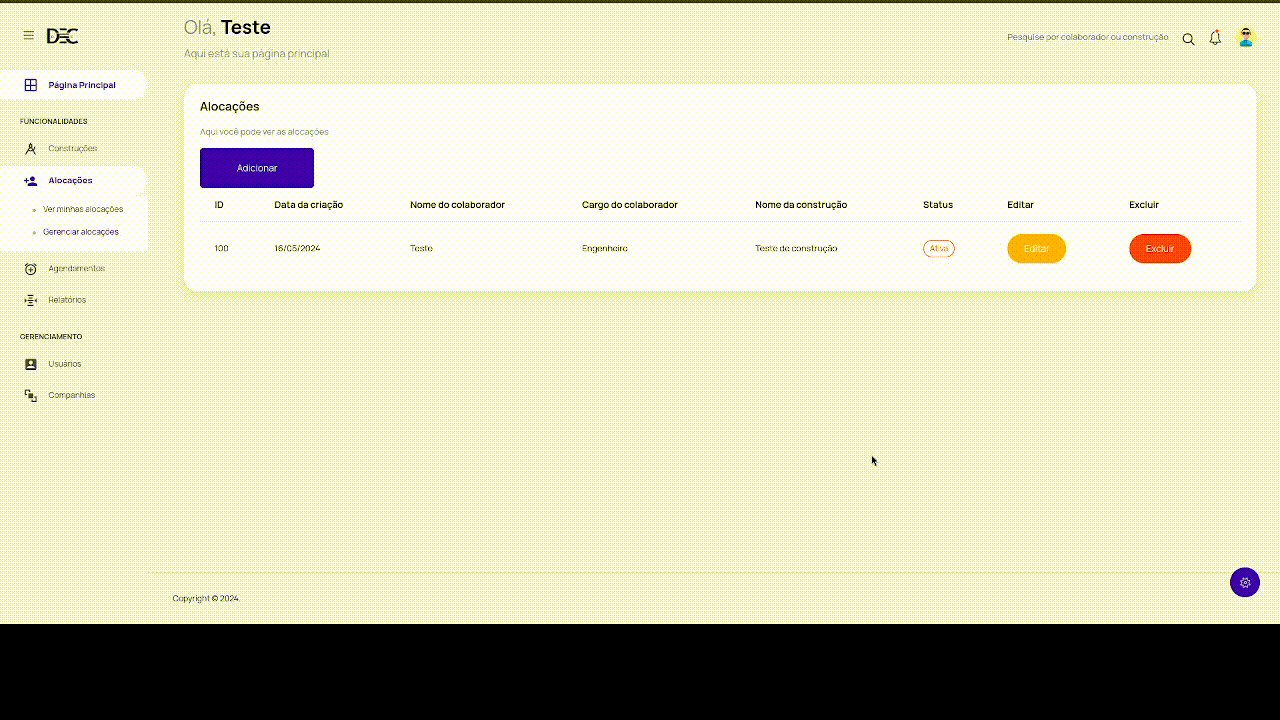 DEC
Olá, Teste
Aqui está sua página principal
Pesquise por colaborador ou construção
Página Principal
FUNCIONALIDADES
Construções
Alocações
Ver minhas alocações
Gerenciar alocações
Agendamentos
Relatórios
GERENCIAMENTO
Usuários
Companhias
Alocações
Aqui você pode ver as alocações
Adicionar
ID Data da criação Nome do colaborador Cargo do colaborador Nome da construção Status Editar Excluir
100 16/05/2024 Teste Engenheiro Teste de construção Ativa Editar Excluir
Copyright © 2024.